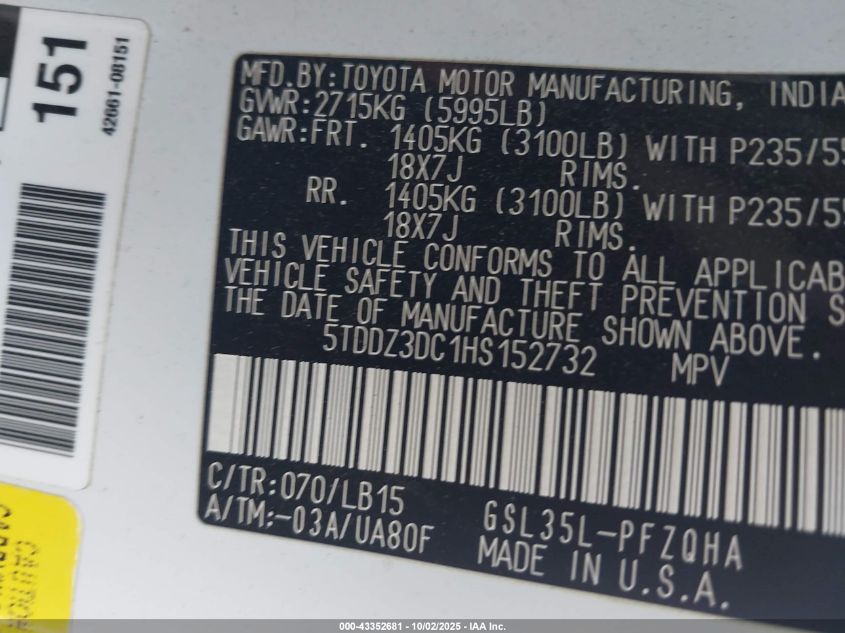 151
42661-08151
MFD.BY:TOYOTA MOTOR MANUFACTURING, INDIA
GVWR:2715KG (5995LB)
GAWR:FRT. 1405KG (3100LB) WITH P235/55
18X7J RIMS.
RR. 1405KG (3100LB) WITH P235/55
18X7J RIMS.
THIS VEHICLE CONFORMS TO ALL APPLICAB
VEHICLE SAFETY AND THEFT PREVENTION S
THE DATE OF MANUFACTURE SHOWN ABOVE.
5TDDZ3DC1HS152732 MPV
C/TR:070/LB15
A/TM:-03A/UA80F GSL35L-PFZQHA
MADE IN U.S.A.
000-43352681 - 10/02/2025 - IAA Inc.